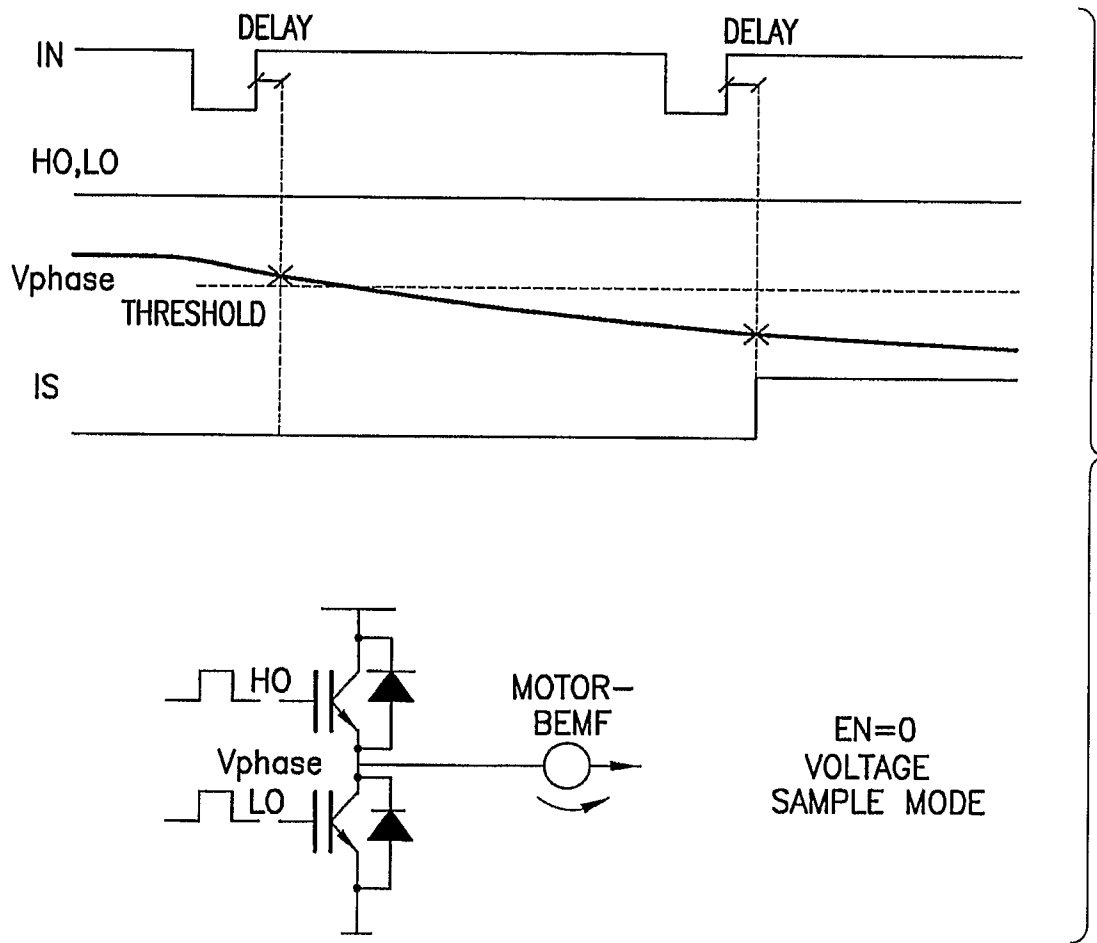 DELAY
DELAY
IN
HO,LO
Vphase
THRESHOLD
IS
HO
MOTOR-
BEMF
Vphase
LO
EN=0
VOLTAGE
SAMPLE MODE